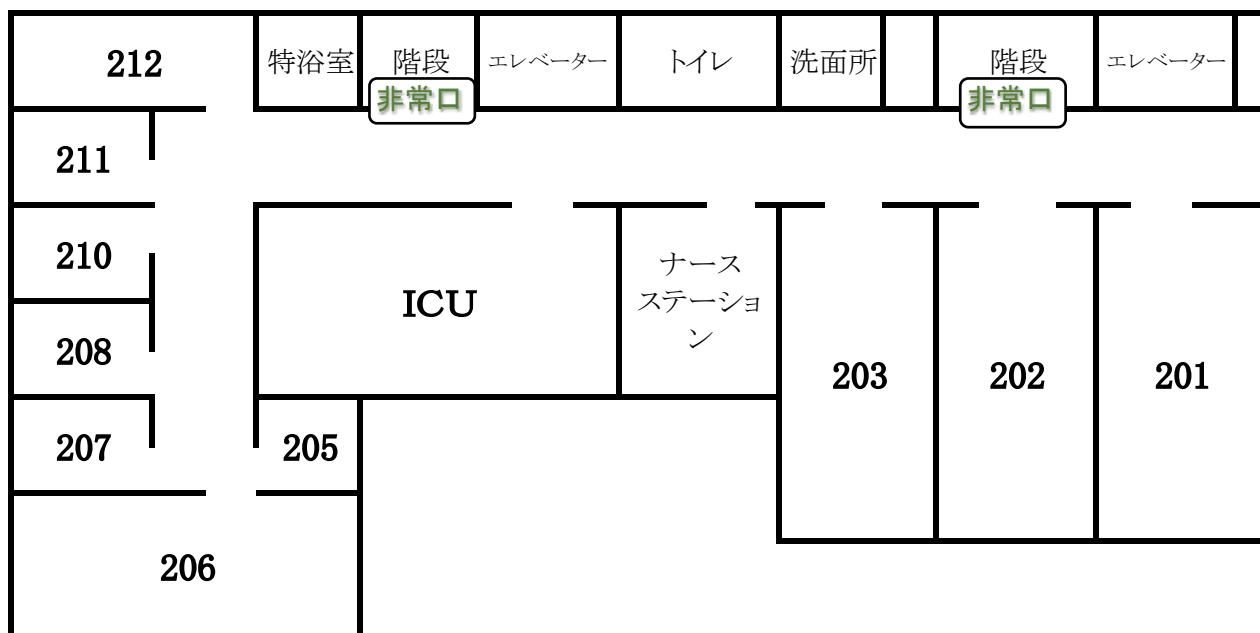 212
特浴室
階段
非常口
エレベーター
トイレ
洗面所
階段
非常口
エレベーター
211
210
208
207
ICU
ナース
ステーショ
ン
203
202
201
205
206